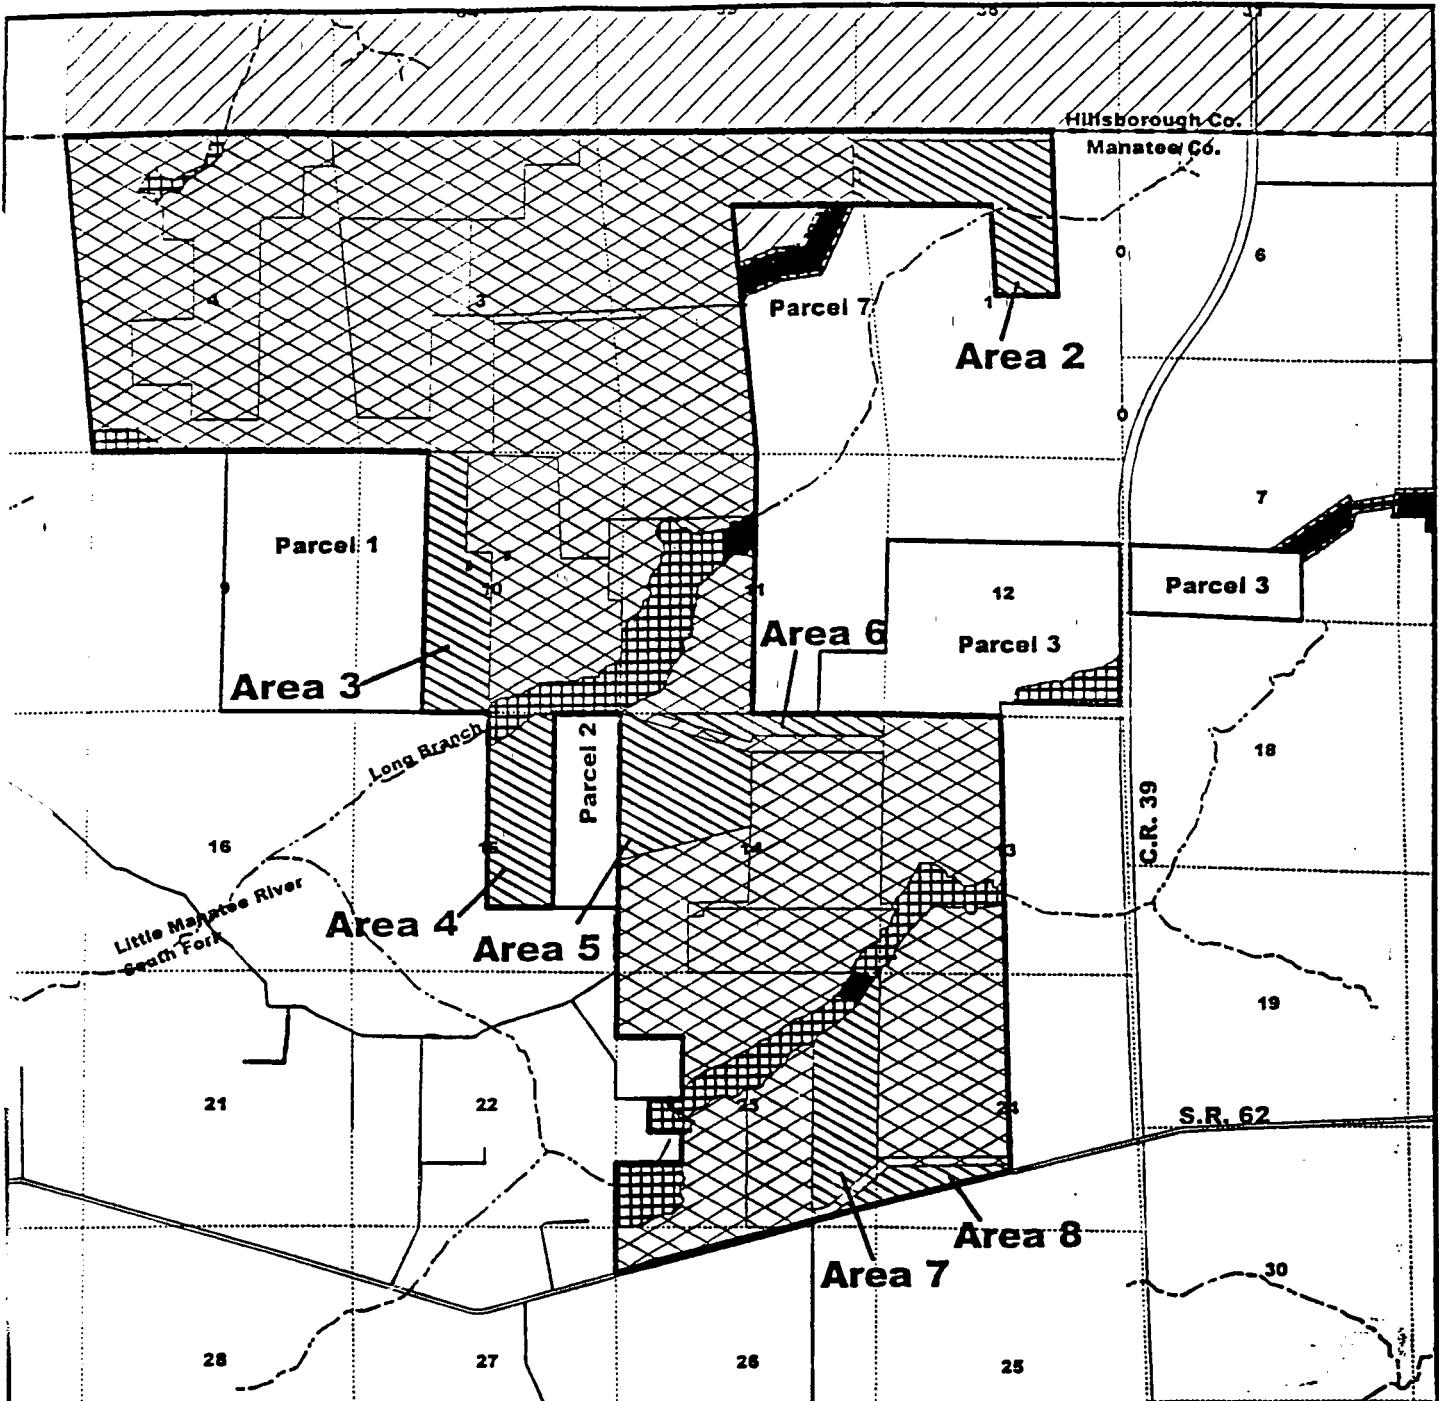 Hillsborough Co.
Manatee Co.
6
4
3
Parcel 7
1
Area 2
7
Parcel 1
9
10
11
12
Parcel 3
Parcel 3
Area 6
Area 3
Long Branch
Parcel 2
18
C.R. 39
16
15
14
13
Little Manatee River
South Fork
Area 4
Area 5
19
21
22
23
24
S.R. 62
Area 8
Area 7
30
28
27
26
25